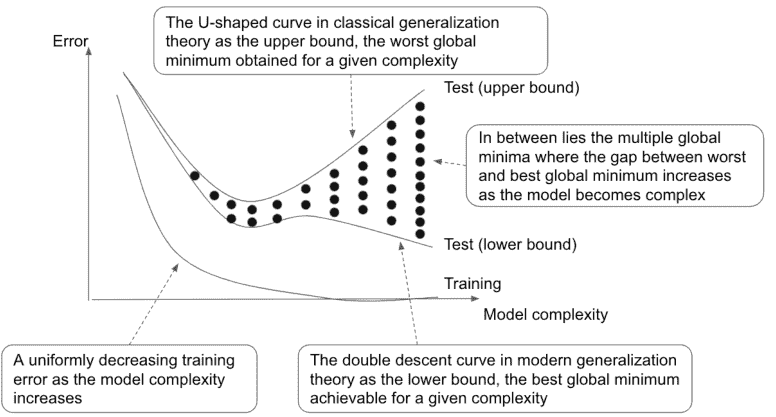 The U-shaped curve in classical generalization
theory as the upper bound, the worst global
minimum obtained for a given complexity
Error
Test (upper bound)
In between lies the multiple global
minima where the gap between worst
and best global minimum increases
as the model becomes complex
Test (lower bound)
Training
Model complexity
A uniformly decreasing training
error as the model complexity
increases
The double descent curve in modern generalization
theory as the lower bound, the best global minimum
achievable for a given complexity